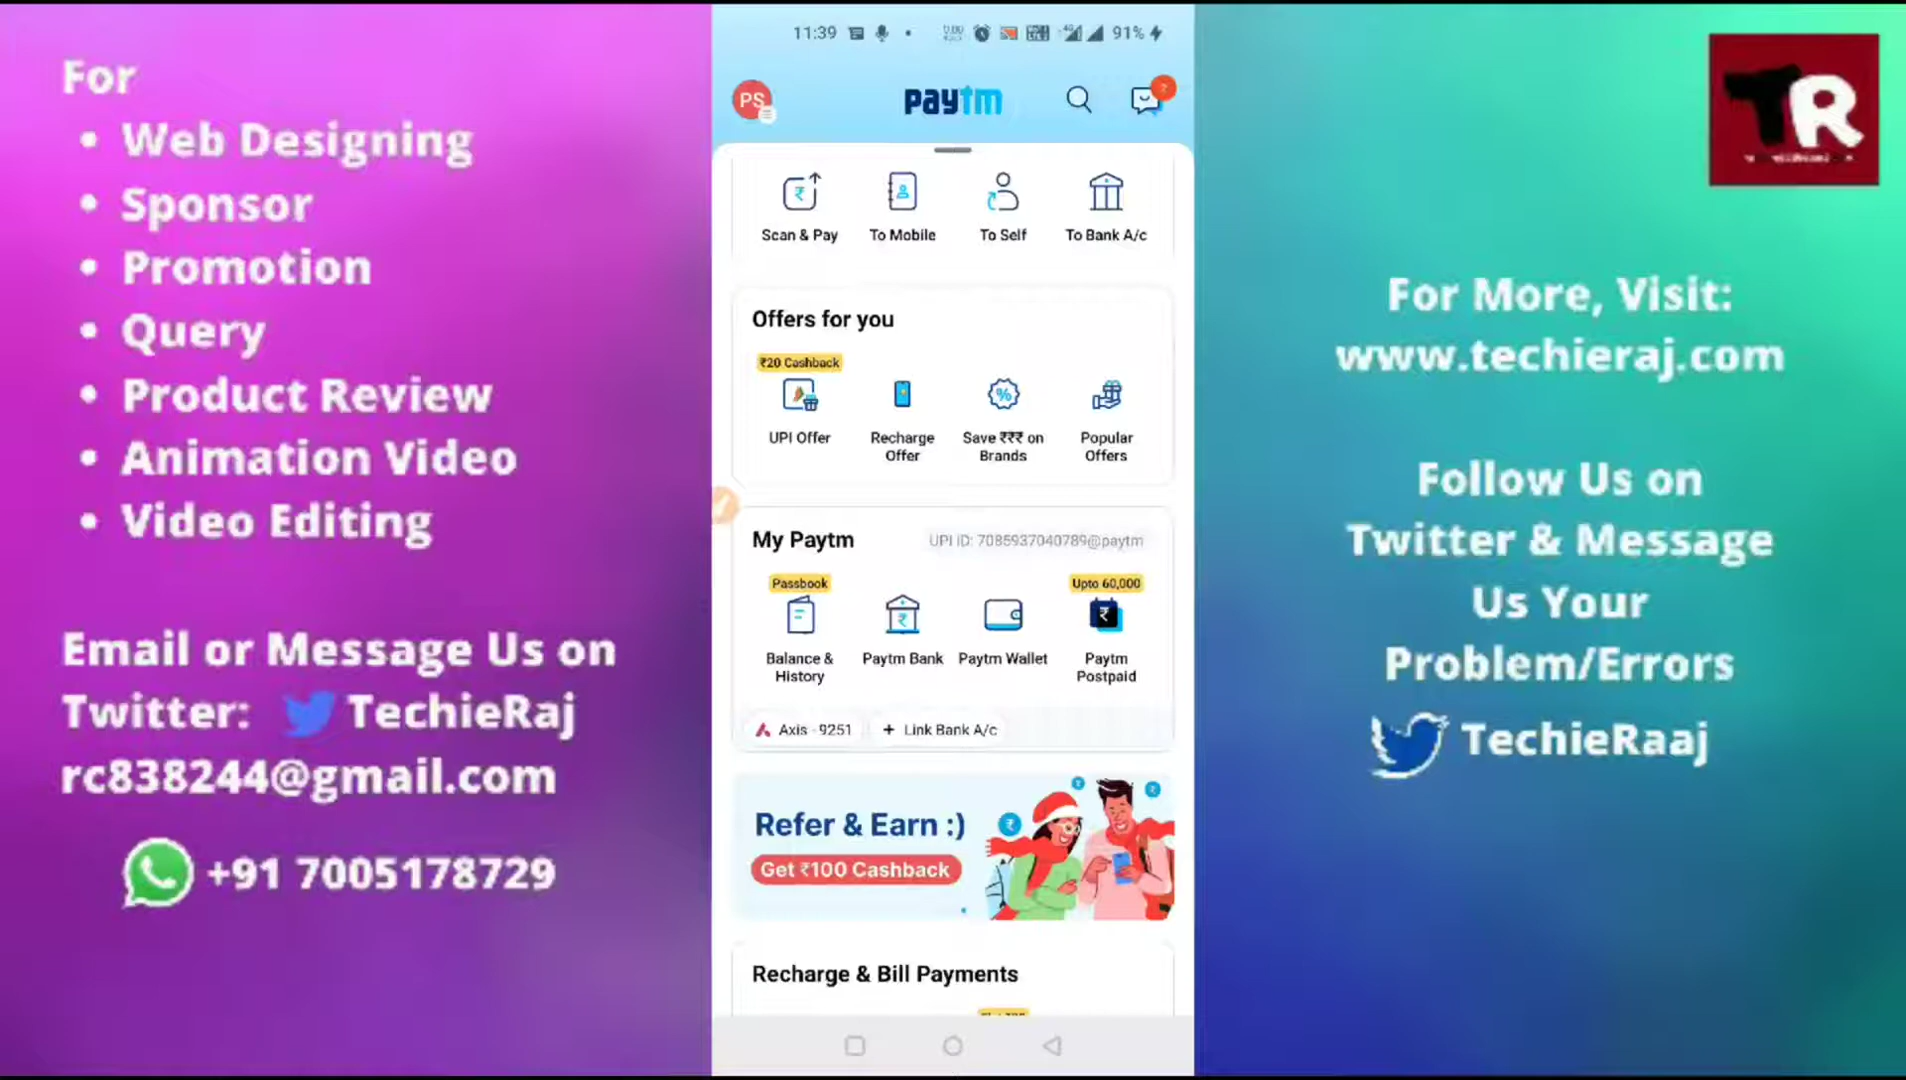 For
• Web Designing
• Sponsor
• Promotion
• Query
• Product Review
• Animation Video
• Video Editing
Email or Message Us on
Twitter: TechieRaj
rc838244@gmail.com
+91 7005178729
11:39
91%
PS
paytm
Scan & Pay
To Mobile
To Self
To Bank A/c
Offers for you
₹20 Cashback
UPI Offer
Recharge Offer
Save ₹₹₹ on Brands
Popular Offers
My Paytm
UPI ID: 7085937040789@paytm
Passbook
Upto 60,000
Balance & History
Paytm Bank
Paytm Wallet
Paytm Postpaid
Axis - 9251
+ Link Bank A/c
Refer & Earn :)
Get ₹100 Cashback
Recharge & Bill Payments
TR
For More, Visit:
www.techieraj.com
Follow Us on
Twitter & Message
Us Your
Problem/Errors
TechieRaaj